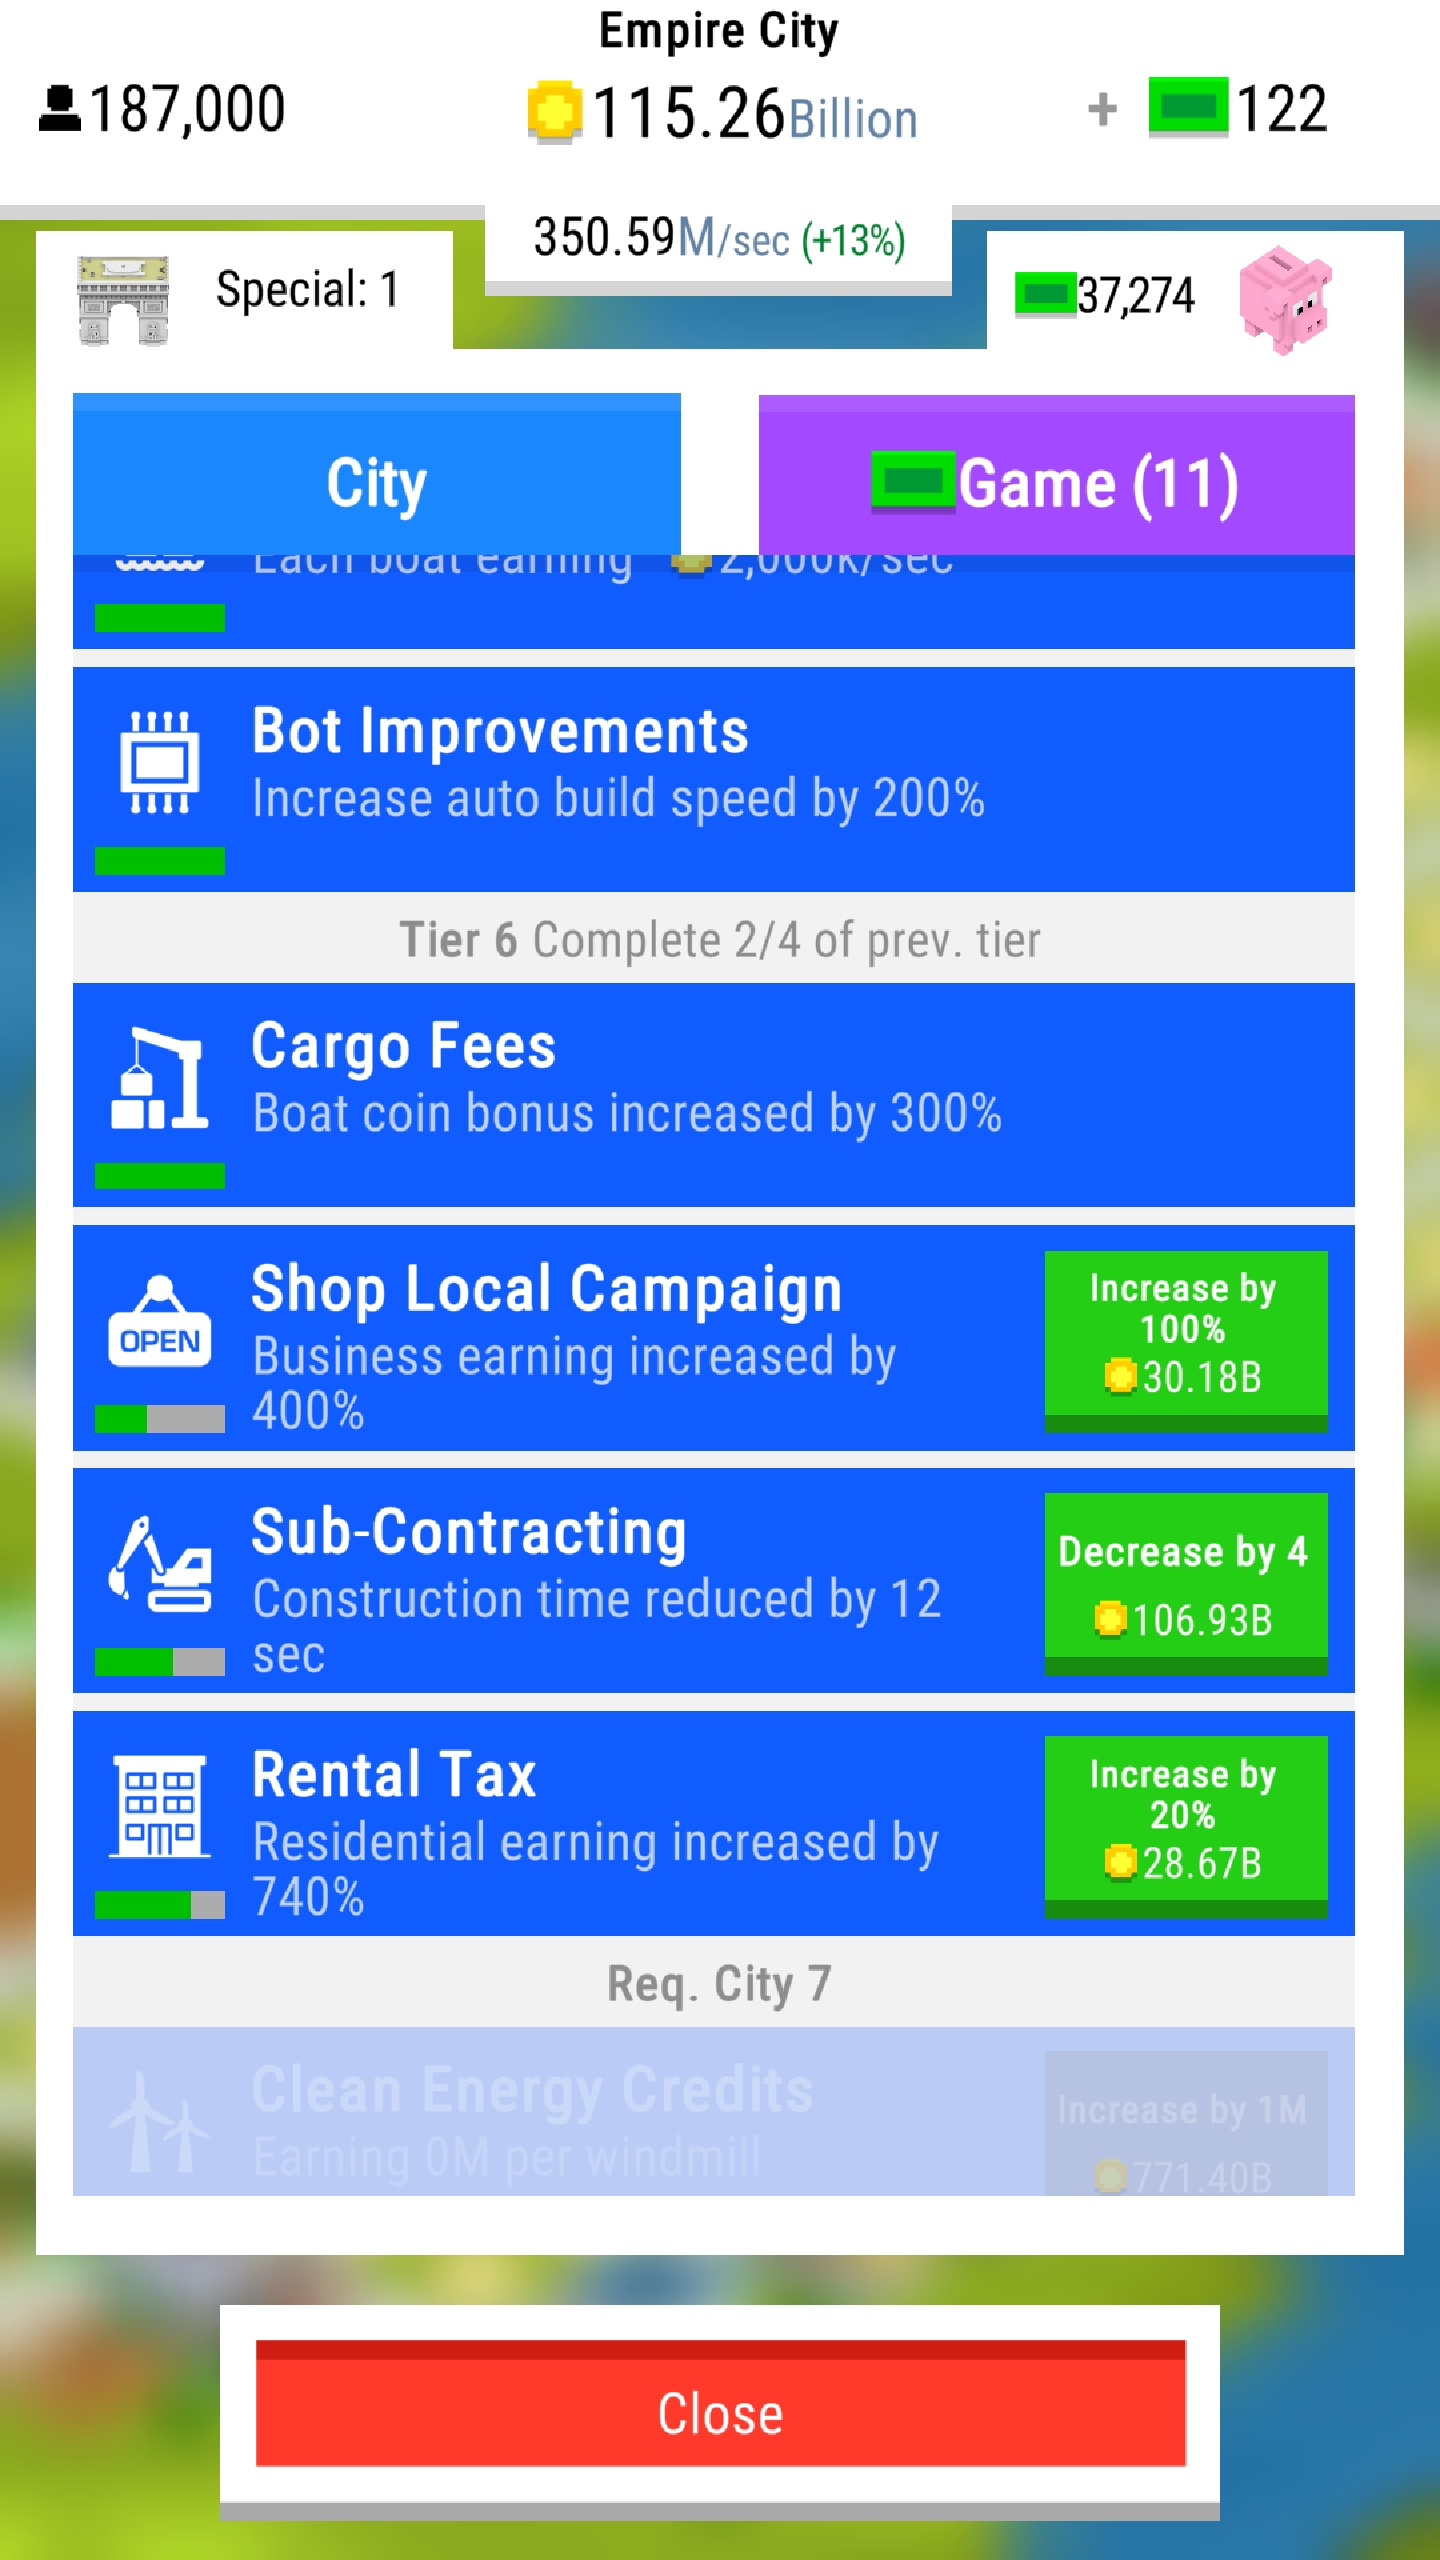 Empire City
187,000
115.26Billion
+ 122
350.59M/sec (+13%)
Special: 1
37,274
City
Game (11)
Each boat earning 2,000k/sec
Bot Improvements
Increase auto build speed by 200%
Tier 6 Complete 2/4 of prev. tier
Cargo Fees
Boat coin bonus increased by 300%
OPEN
Shop Local Campaign
Business earning increased by
400%
Increase by
100%
30.18B
Sub-Contracting
Construction time reduced by 12
sec
Decrease by 4
106.93B
Rental Tax
Residential earning increased by
740%
Increase by
20%
28.67B
Req. City 7
Clean Energy Credits
Earning 0M per windmill
Increase by 1M
771.40B
Close